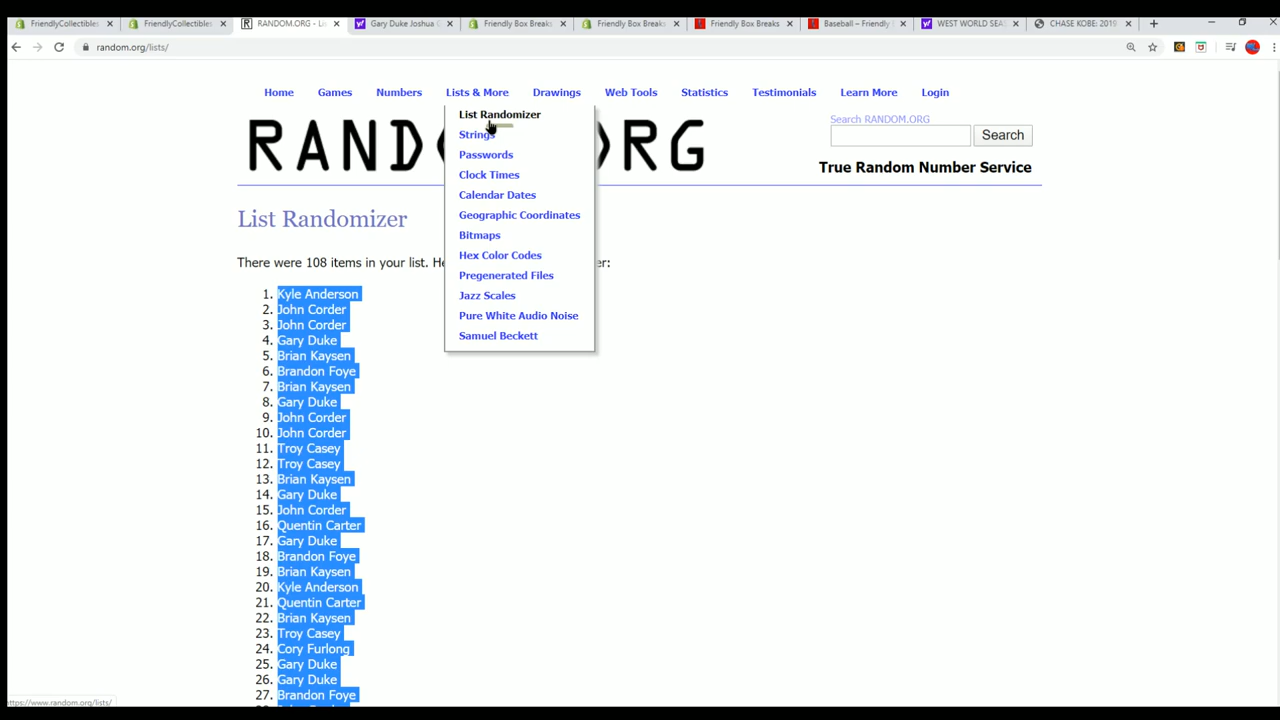 FriendlyCollectibles
FriendlyCollectibles
RANDOM.ORG - Li
Gary Duke Joshua C
Friendly Box Breaks
Friendly Box Breaks
Friendly Box Breaks
Baseball – Friendly
WEST WORLD SEA
CHASE KOBE: 2019
random.org/lists/
Home Games Numbers Lists & More Drawings Web Tools Statistics Testimonials Learn More Login
List Randomizer
Strings
Passwords
Clock Times
Calendar Dates
Geographic Coordinates
Bitmaps
Hex Color Codes
Pregenerated Files
Jazz Scales
Pure White Audio Noise
Samuel Beckett
RAND RG
Search RANDOM.ORG
Search
True Random Number Service
List Randomizer
There were 108 items in your list. He er:
1. Kyle Anderson
2. John Corder
3. John Corder
4. Gary Duke
5. Brian Kaysen
6. Brandon Foye
7. Brian Kaysen
8. Gary Duke
9. John Corder
10. John Corder
11. Troy Casey
12. Troy Casey
13. Brian Kaysen
14. Gary Duke
15. John Corder
16. Quentin Carter
17. Gary Duke
18. Brandon Foye
19. Brian Kaysen
20. Kyle Anderson
21. Quentin Carter
22. Brian Kaysen
23. Troy Casey
24. Cory Furlong
25. Gary Duke
26. Gary Duke
27. Brandon Foye
https://www.random.org/lists/